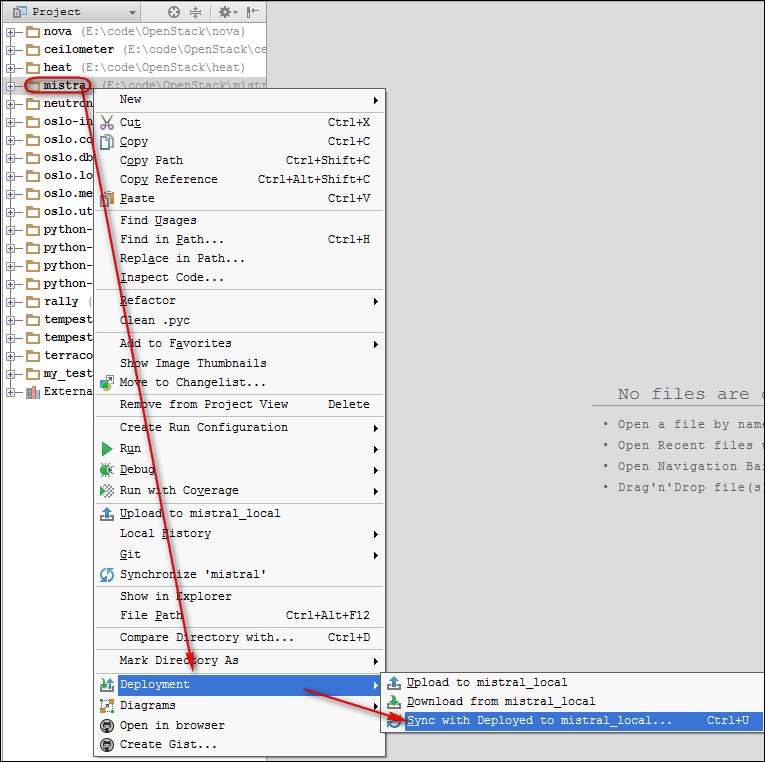 Project
nova (E:\code\OpenStack\nova)
ceilometer (E:\code\OpenStack\ce
heat (E:\code\OpenStack\heat)
mistra (E:\code\OpenStack\mistr
neutron
oslo-in
oslo.co
oslo.db
oslo.lo
oslo.me
oslo.ut
python-
python-
python-
python-
rally (
tempest
tempest
terraco
my_test
Externa
New
Cut Ctrl+X
Copy Ctrl+C
Copy Path Ctrl+Shift+C
Copy Reference Ctrl+Alt+Shift+C
Paste Ctrl+V
Find Usages
Find in Path... Ctrl+H
Replace in Path...
Inspect Code...
Refactor
Clean .pyc
Add to Favorites
Show Image Thumbnails
Move to Changelist...
Remove from Project View Delete
Create Run Configuration
Run
Debug
Run with Coverage
Upload to mistral_local
Local History
Git
Synchronize 'mistral'
Show in Explorer
File Path Ctrl+Alt+F12
Compare Directory with... Ctrl+D
Mark Directory As
Deployment
Diagrams
Open in browser
Create Gist...
Upload to mistral_local
Download from mistral_local
Sync with Deployed to mistral_local... Ctrl+U
No files are o
• Open a file by name
• Open Recent files w
• Open Navigation Ba
• Drag'n'Drop file(s